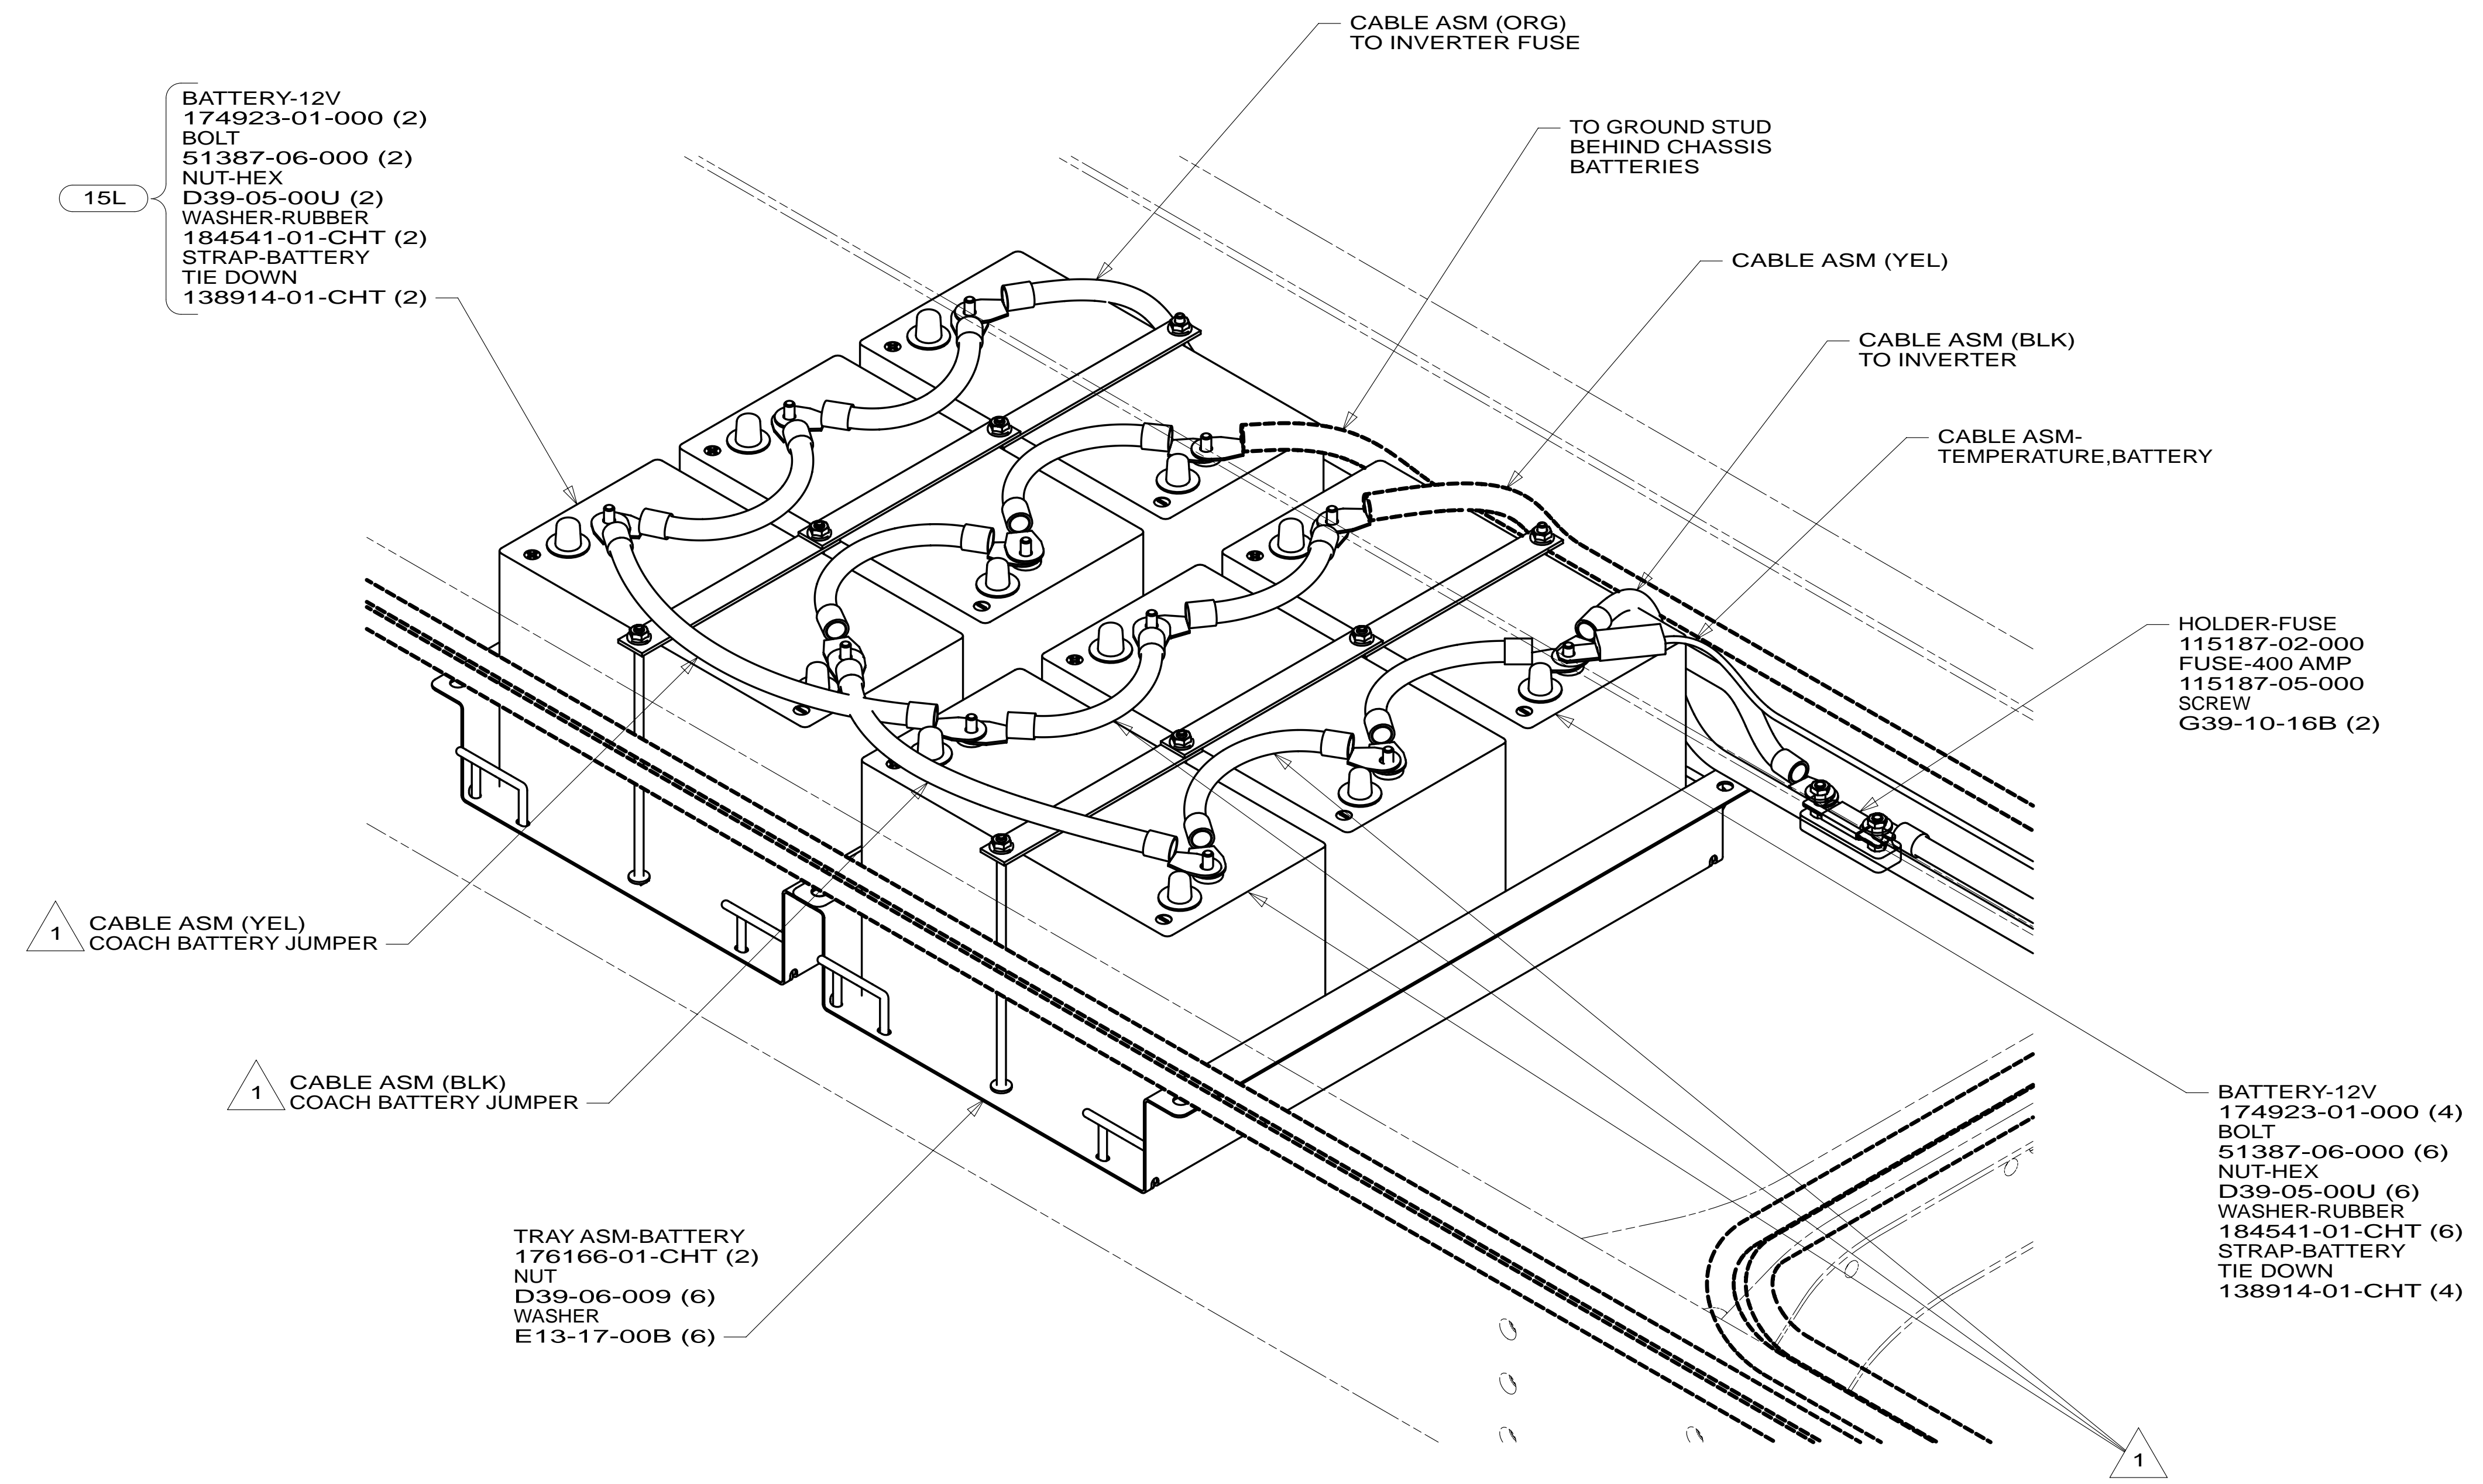 CABLE ASM (ORG)
TO INVERTER FUSE
15L
BATTERY-12V
174923-01-000 (2)
BOLT
51387-06-000 (2)
NUT-HEX
D39-05-00U (2)
WASHER-RUBBER
184541-01-CHT (2)
STRAP-BATTERY
TIE DOWN
138914-01-CHT (2)
TO GROUND STUD
BEHIND CHASSIS
BATTERIES
CABLE ASM (YEL)
CABLE ASM (BLK)
TO INVERTER
CABLE ASM-
TEMPERATURE,BATTERY
HOLDER-FUSE
115187-02-000
FUSE-400 AMP
115187-05-000
SCREW
G39-10-16B (2)
1
CABLE ASM (YEL)
COACH BATTERY JUMPER
1
CABLE ASM (BLK)
COACH BATTERY JUMPER
BATTERY-12V
174923-01-000 (4)
BOLT
51387-06-000 (6)
NUT-HEX
D39-05-00U (6)
WASHER-RUBBER
184541-01-CHT (6)
STRAP-BATTERY
TIE DOWN
138914-01-CHT (4)
TRAY ASM-BATTERY
176166-01-CHT (2)
NUT
D39-06-009 (6)
WASHER
E13-17-00B (6)
1